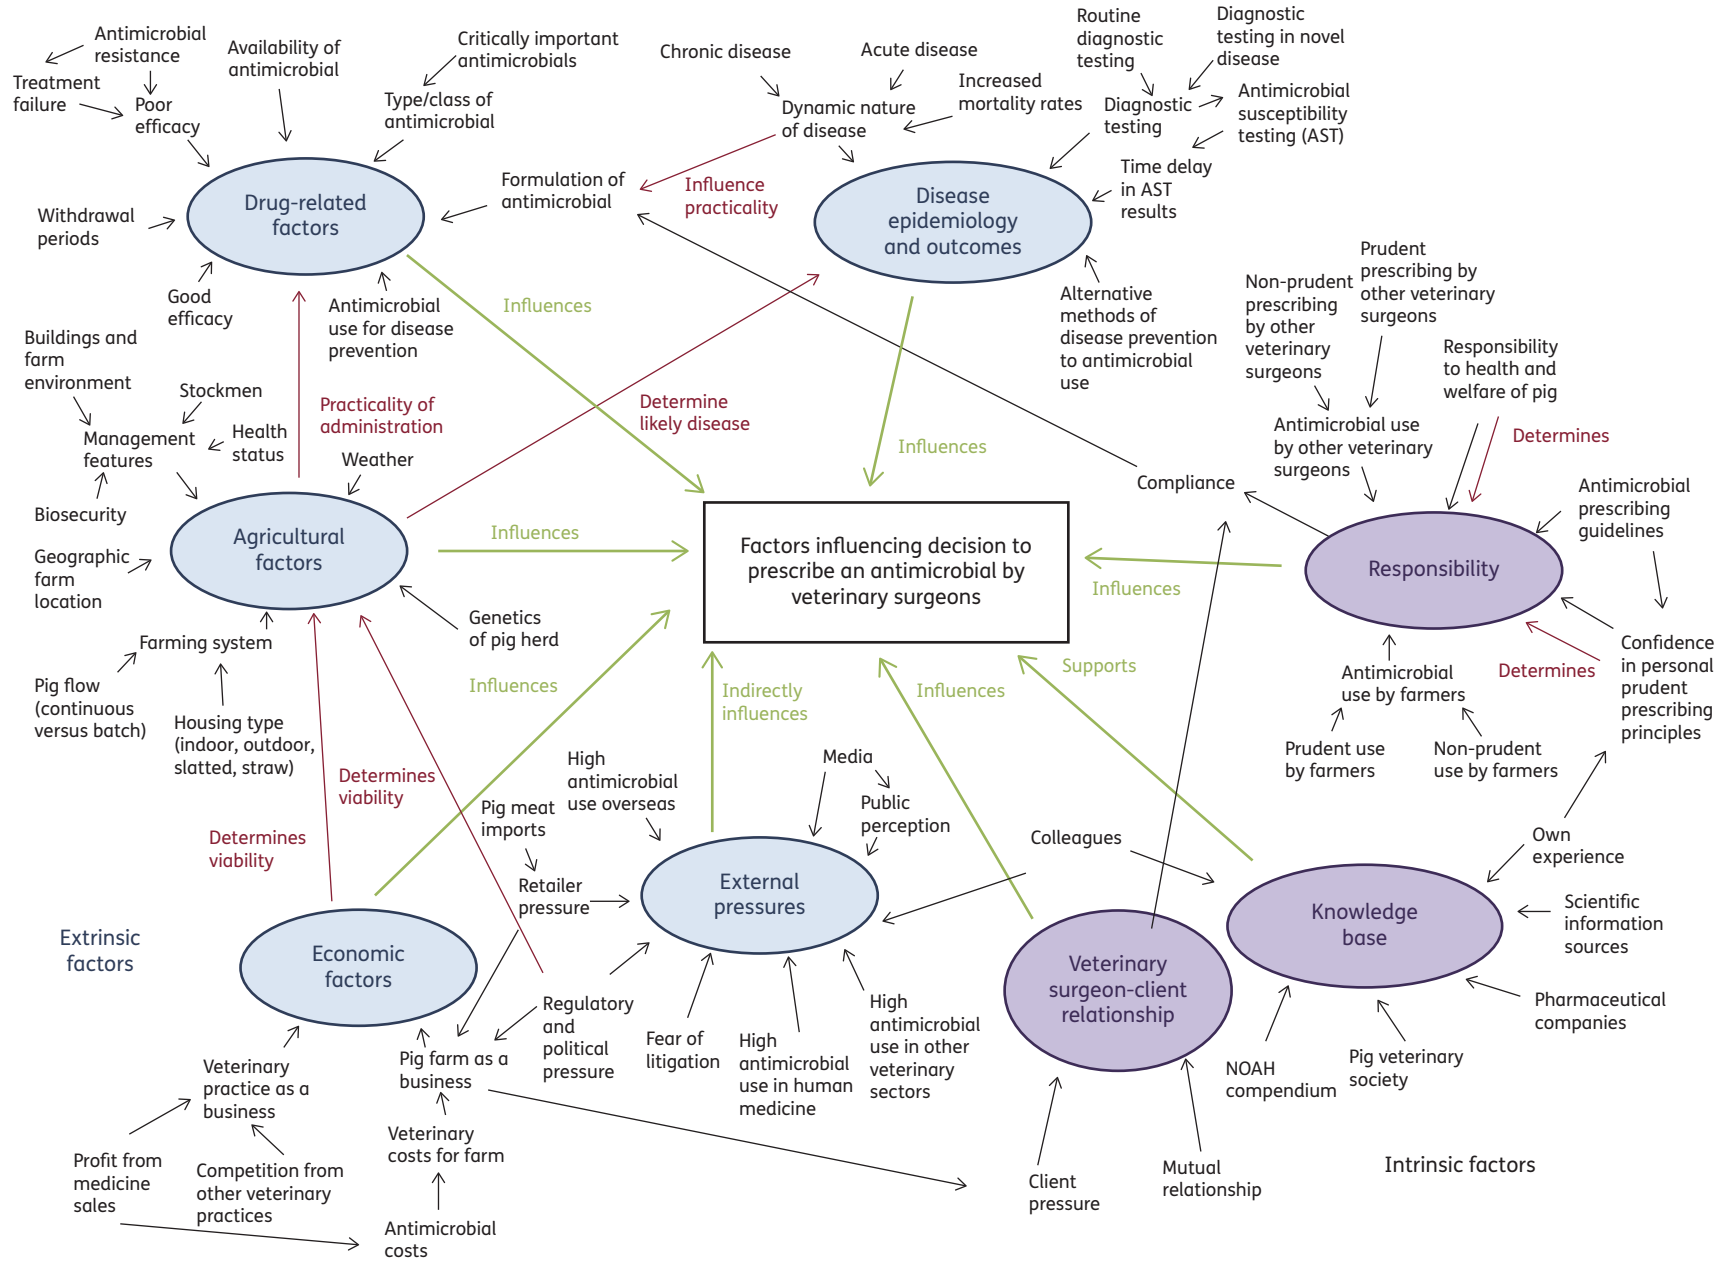 Antimicrobial
resistance
Treatment
failure
Poor
efficacy
Availability of
antimicrobial
Critically important
antimicrobials
Type/class of
antimicrobial
Withdrawal
periods
Drug-related
factors
Formulation of
antimicrobial
Good
efficacy
Antimicrobial
use for disease
prevention
Chronic disease
Acute disease
Increased
mortality rates
Dynamic nature
of disease
Influence
practicality
Routine
diagnostic
testing
Diagnostic
testing in novel
disease
Diagnostic
testing
Antimicrobial
susceptibility
testing (AST)
Time delay
in AST
results
Disease
epidemiology
and outcomes
Alternative
methods of
disease prevention
to antimicrobial
use
Influences
Determine
likely disease
Influences
Buildings and
farm
environment
Stockmen
Management
features
Health
status
Practicality of
administration
Weather
Biosecurity
Geographic
farm
location
Agricultural
factors
Influences
Genetics
of pig herd
Farming system
Pig flow
(continuous
versus batch)
Housing type
(indoor, outdoor,
slatted, straw)
Factors influencing decision to
prescribe an antimicrobial by
veterinary surgeons
Non-prudent
prescribing
by other
veterinary
surgeons
Prudent
prescribing by
other veterinary
surgeons
Responsibility
to health and
welfare of pig
Antimicrobial use
by other veterinary
surgeons
Determines
Compliance
Antimicrobial
prescribing
guidelines
Responsibility
Influences
Confidence
in personal
prudent
prescribing
principles
Determines
Antimicrobial
use by farmers
Prudent use
by farmers
Non-prudent
use by farmers
Influences
Indirectly
influences
Influences
Supports
Determines
viability
Determines
viability
High
antimicrobial
use overseas
Pig meat
imports
Retailer
pressure
Media
Public
perception
Colleagues
Own
experience
External
pressures
Knowledge
base
Scientific
information
sources
Pharmaceutical
companies
Pig veterinary
society
NOAH
compendium
Extrinsic
factors
Economic
factors
Veterinary
surgeon-client
relationship
Regulatory
and
political
pressure
Fear of
litigation
High
antimicrobial
use in human
medicine
High
antimicrobial
use in other
veterinary
sectors
Veterinary
practice as a
business
Pig farm as a
business
Veterinary
costs for farm
Profit from
medicine
sales
Competition from
other veterinary
practices
Antimicrobial
costs
Client
pressure
Mutual
relationship
Intrinsic factors